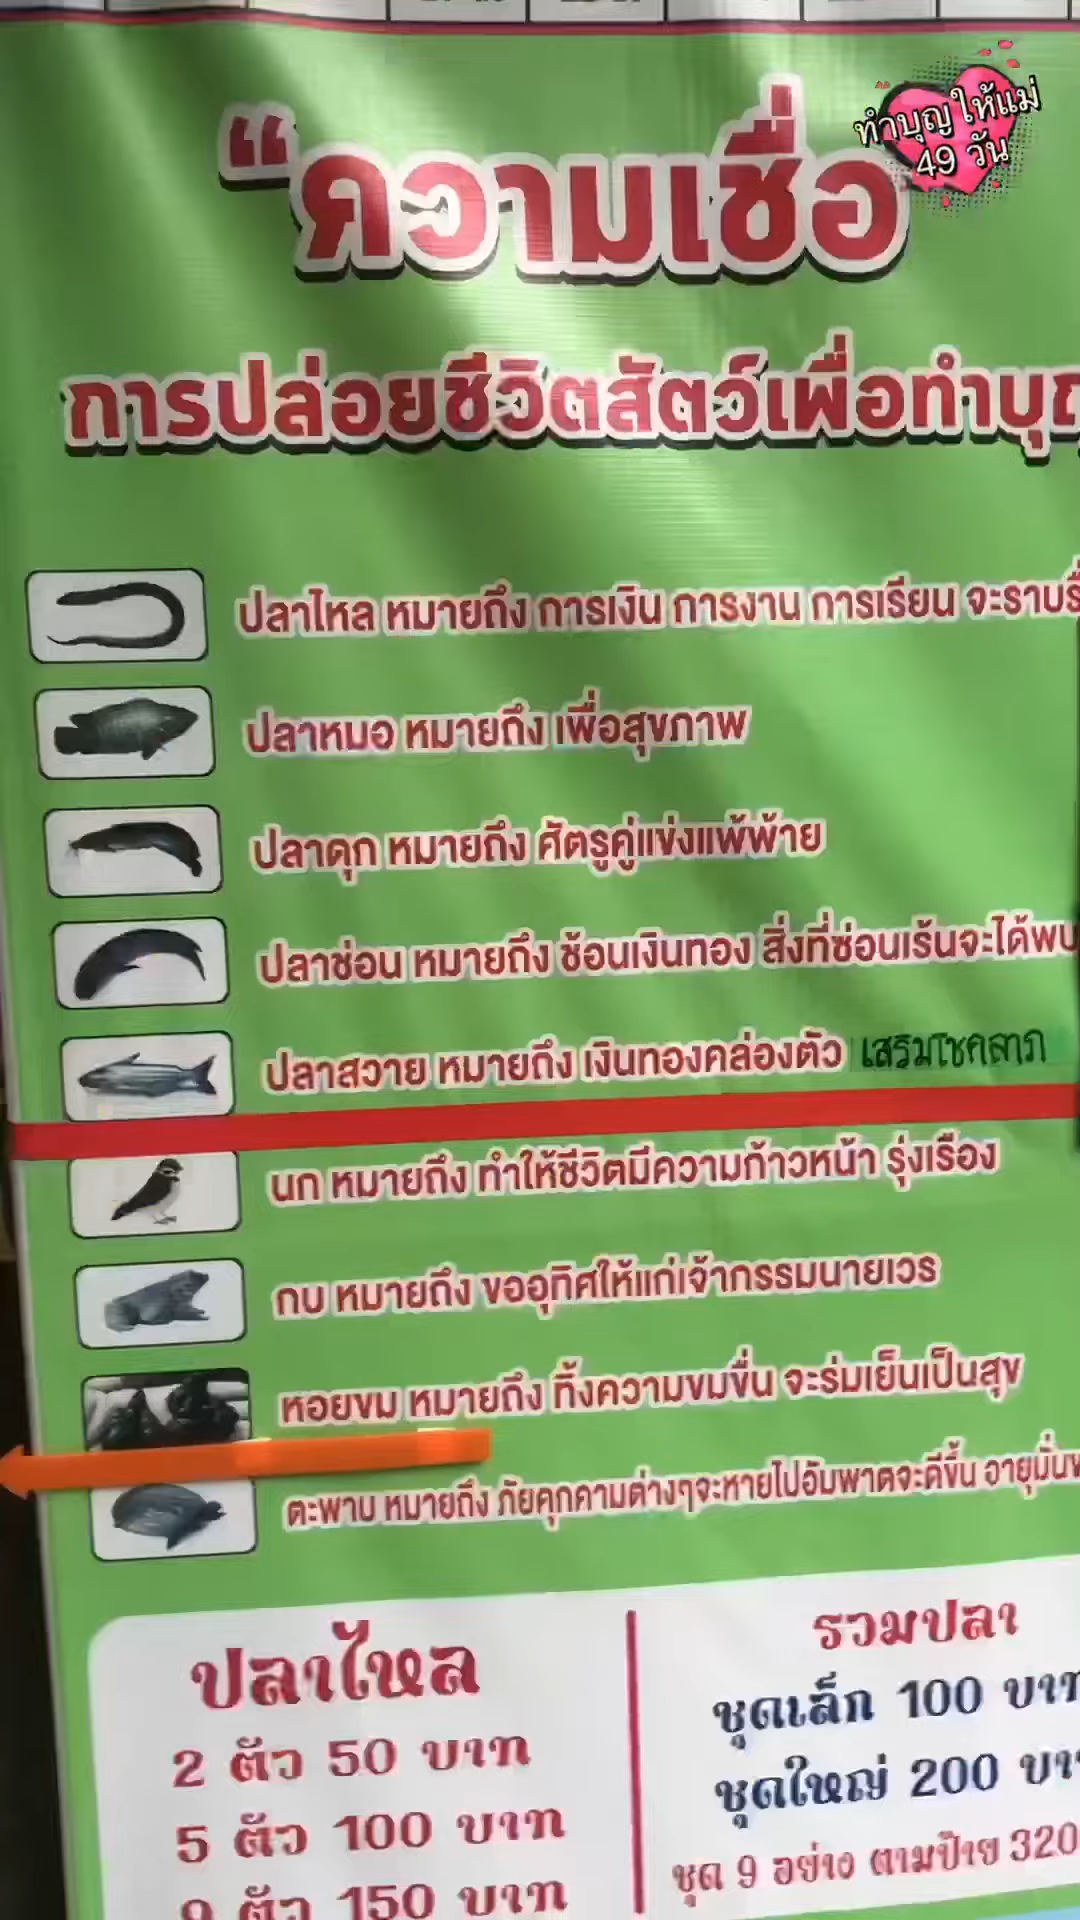 ทำบุญให้แม่
49 วัน
"ความเชื่อ
การปล่อยชีวิตสัตว์เพื่อทำบุญ
ปลาไหล หมายถึง การเงิน การงาน การเรียน จะราบรื่
ปลาหมอ หมายถึง เพื่อสุขภาพ
ปลาดุก หมายถึง ศัตรูคู่แข่งแพ้พ่าย
ปลาช่อน หมายถึง ช้อนเงินทอง สิ่งที่ซ่อนเร้นจะได้พบ
ปลาสวาย หมายถึง เงินทองคล่องตัว เสริมโชคลาภ
นก หมายถึง ทำให้ชีวิตมีความก้าวหน้า รุ่งเรือง
กบ หมายถึง ขออุทิศให้แก่เจ้ากรรมนายเวร
หอยขม หมายถึง ทิ้งความขมขื่น จะร่มเย็นเป็นสุข
ตะพาบ หมายถึง ภัยคุกคามต่างๆจะหายไปอัมพาตจะดีขึ้น อายุมั่น
ปลาไหล
2 ตัว 50 บาท
5 ตัว 100 บาท
9 ตัว 150 บาท
รวมปลา
ชุดเล็ก 100 บาท
ชุดใหญ่ 200 บา
ชุด 9 อย่าง ตามป้าย 320